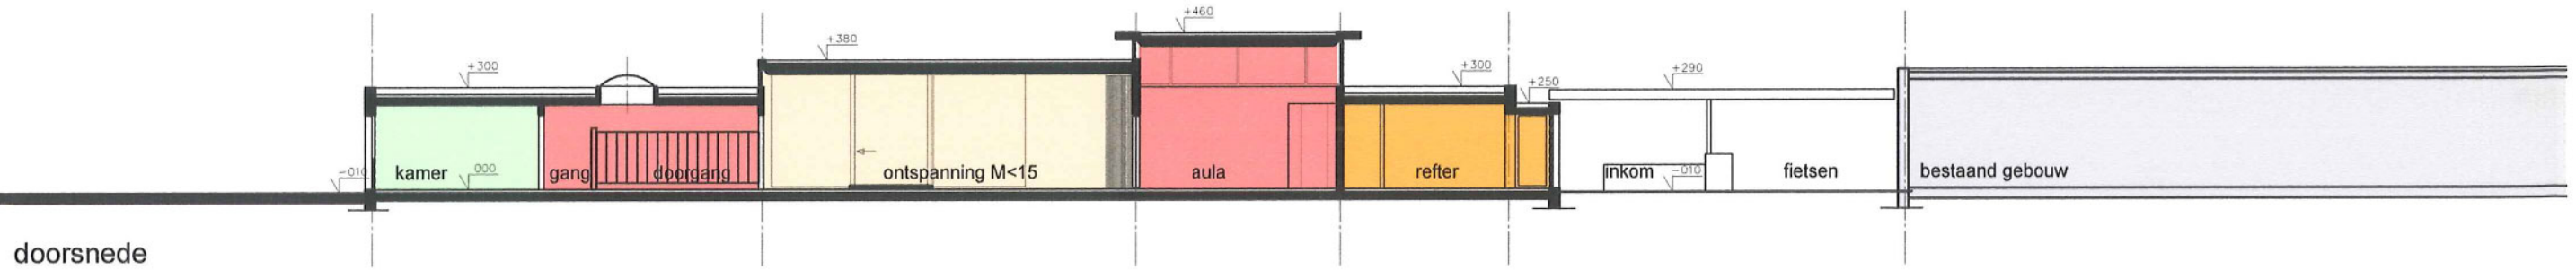 +460
+380
+300
+300
+290
+250
-010
kamer
000
gang
doorgang
ontspanning M<15
aula
refter
inkom
-010
fietsen
bestaand gebouw
doorsnede